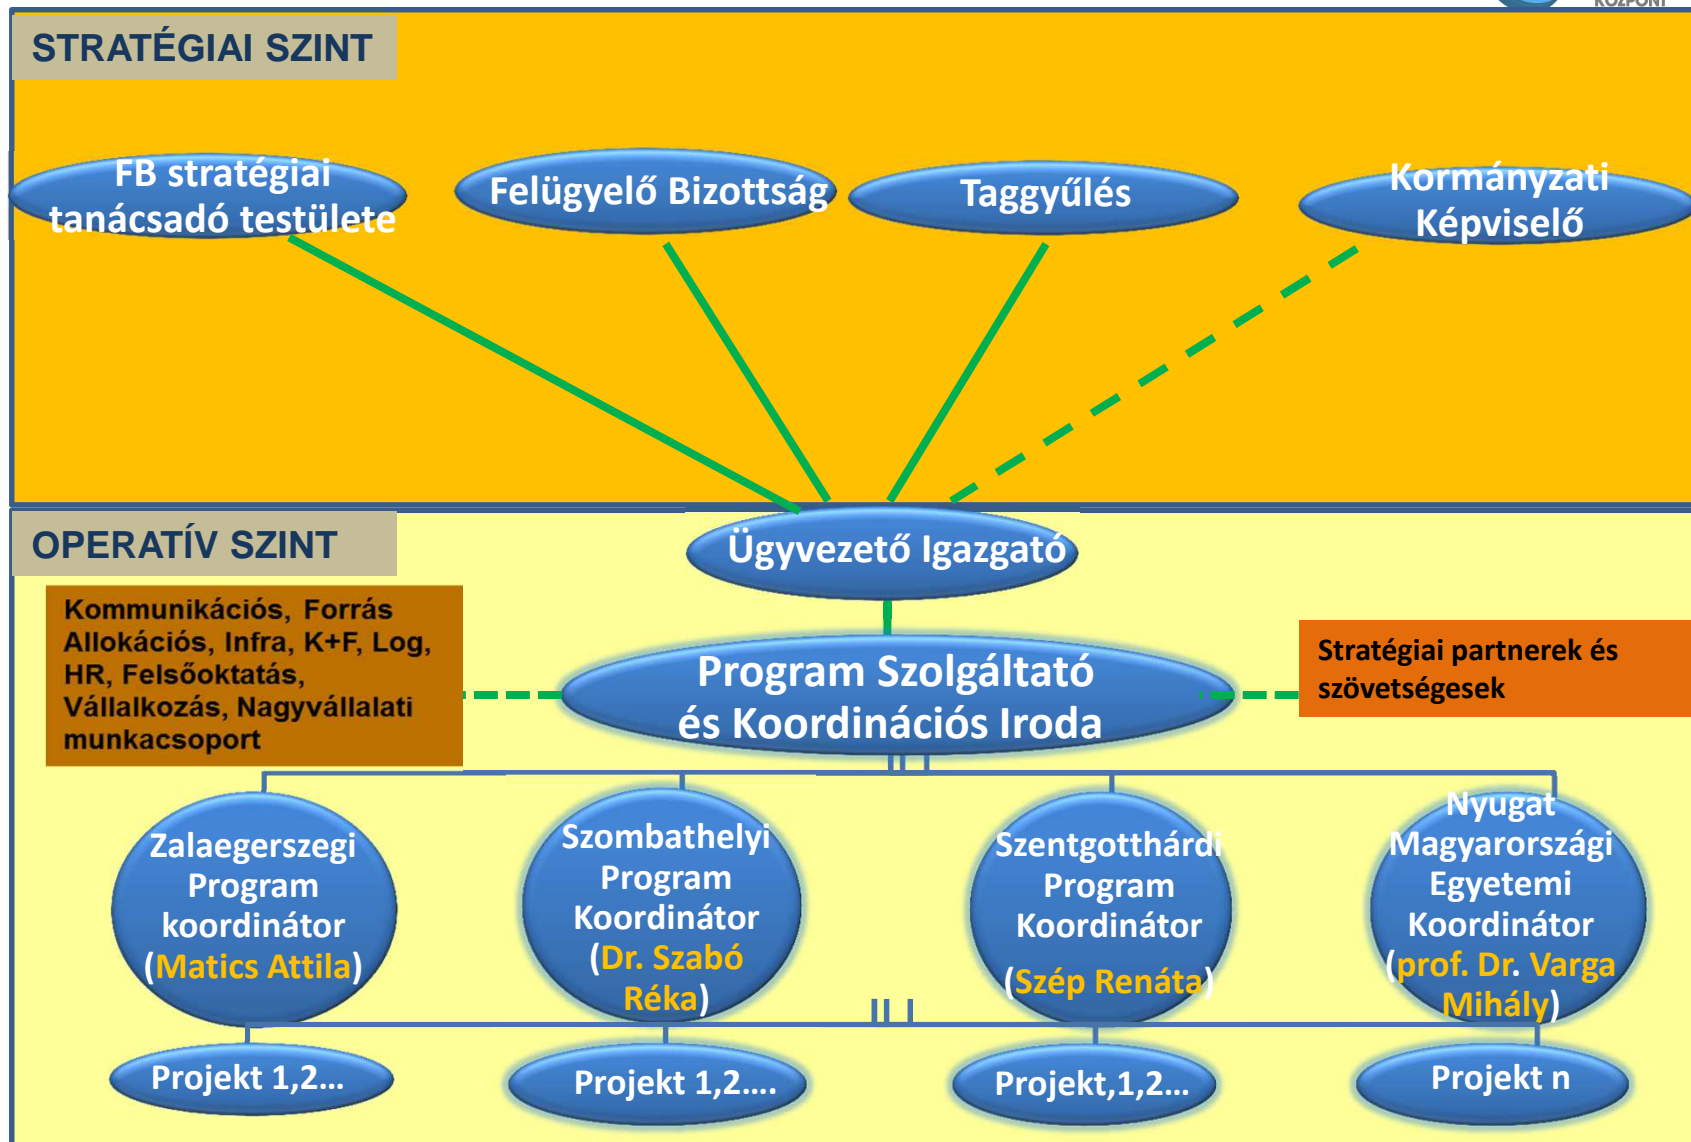 KÖZPONT
STRATÉGIAI SZINT
FB stratégiai
tanácsadó testülete
Felügyelő Bizottság
Taggyűlés
Kormányzati
Képviselő
OPERATÍV SZINT
Ügyvezető Igazgató
Kommunikációs, Forrás
Allokációs, Infra, K+F, Log,
HR, Felsőoktatás,
Vállalkozás, Nagyvállalati
munkacsoport
Program Szolgáltató
és Koordinációs Iroda
Stratégiai partnerek és
szövetségesek
Zalaegerszegi
Program
koordinátor
(Matics Attila)
Szombathelyi
Program
Koordinátor
(Dr. Szabó
Réka)
Szentgotthárdi
Program
Koordinátor
(Szép Renáta)
Nyugat
Magyarországi
Egyetemi
Koordinátor
(prof. Dr. Varga
Mihály)
Projekt 1,2...
Projekt 1,2....
Projekt,1,2...
Projekt n